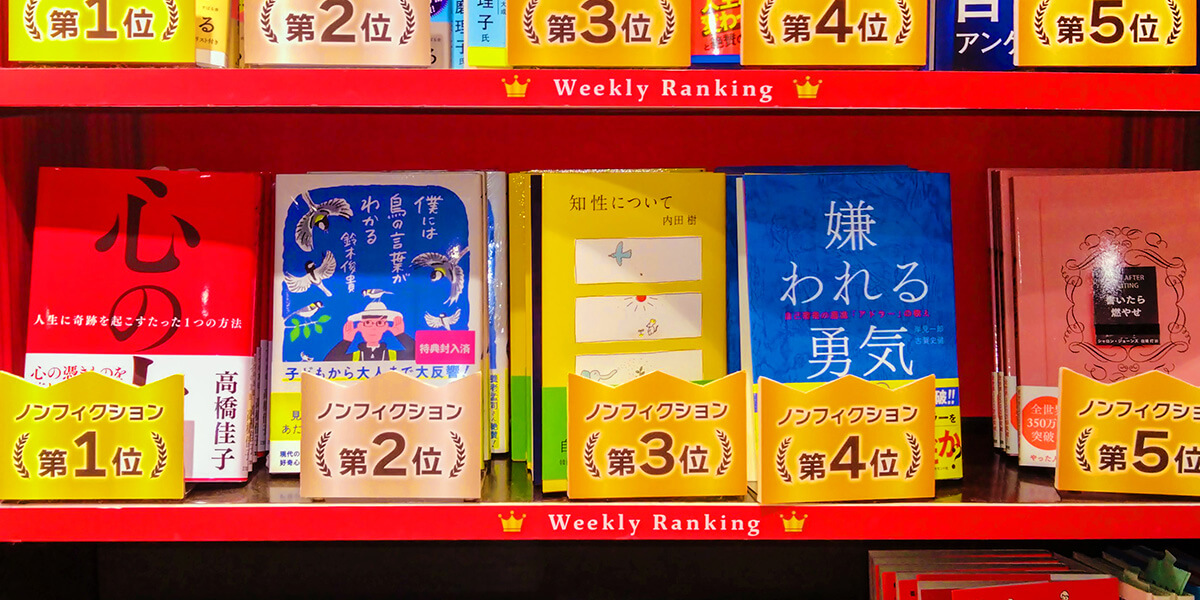 第1位
第2位
第3位
第4位
第5位
理子氏
Weekly Ranking
心の
人生に奇跡を起こすたった1つの方法
高橋佳子
僕には
鳥の言葉が
わかる
鈴木俊貴
特典封入済
子どもから大人まで大反響!
知性について
内田 樹
嫌
われる
勇気
岸見一郎
古賀史健
書いたら
燃やせ
全世界
350万
突破
ノンフィクション
第1位
ノンフィクション
第2位
ノンフィクション
第3位
ノンフィクション
第4位
ノンフィクシ
第5位
Weekly Ranking